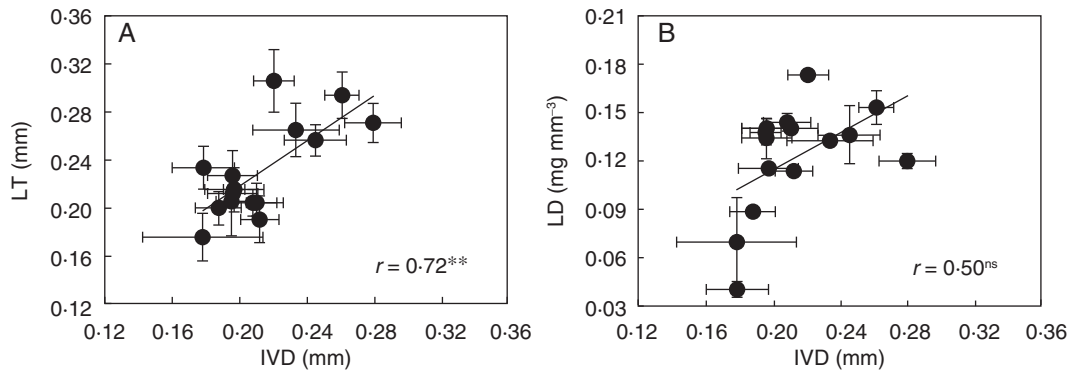 A
LT (mm)
0·36
0·32
0·28
0·24
0·20
0·16
0·12
r = 0·72**
0·12 0·16 0·20 0·24 0·28 0·32 0·36
IVD (mm)
B
LD (mg mm⁻³)
0·18
0·15
0·12
0·09
0·06
0·03
r = 0·50ⁿˢ
0·12 0·16 0·20 0·24 0·28 0·32 0·36
IVD (mm)